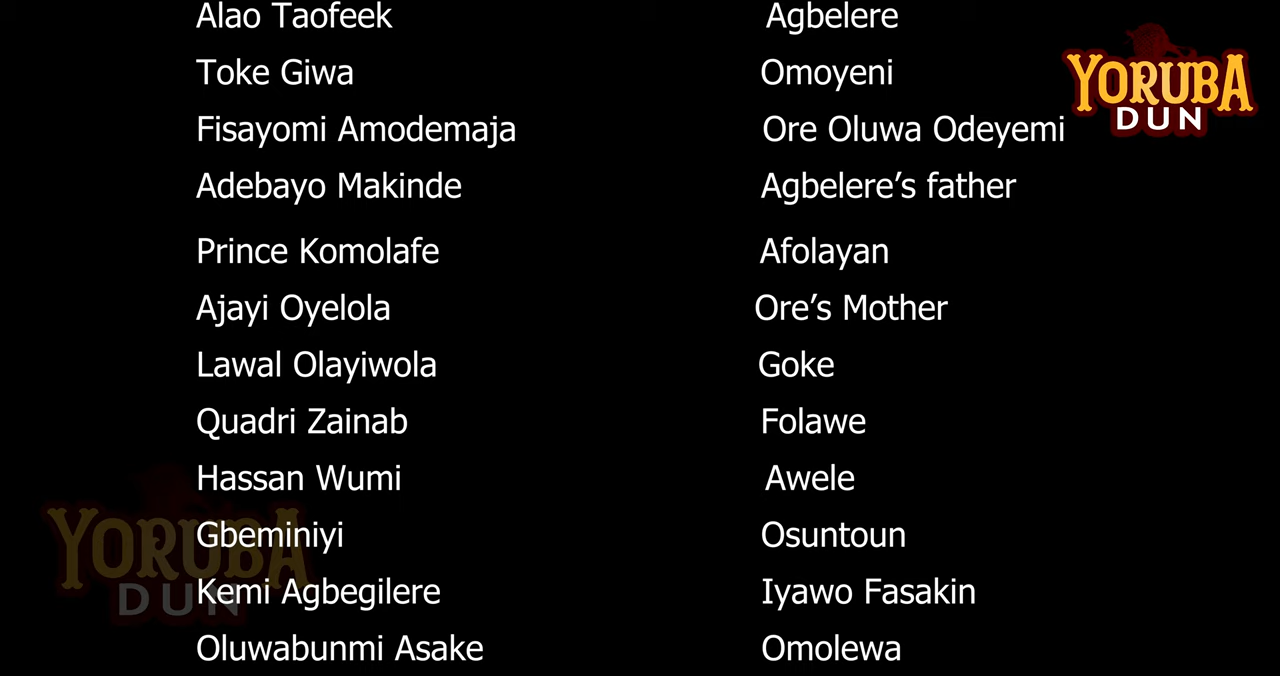 Alao Taofeek Agbelere
Toke Giwa Omoyeni
Fisayomi Amodemaja Ore Oluwa Odeyemi
Adebayo Makinde Agbelere’s father
Prince Komolafe Afolayan
Ajayi Oyelola Ore’s Mother
Lawal Olayiwola Goke
Quadri Zainab Folawe
Hassan Wumi Awele
Gbeminiyi Osuntoun
Kemi Agbegilere Iyawo Fasakin
Oluwabunmi Asake Omolewa
YORUBA
DUN
YORUBA
DUN